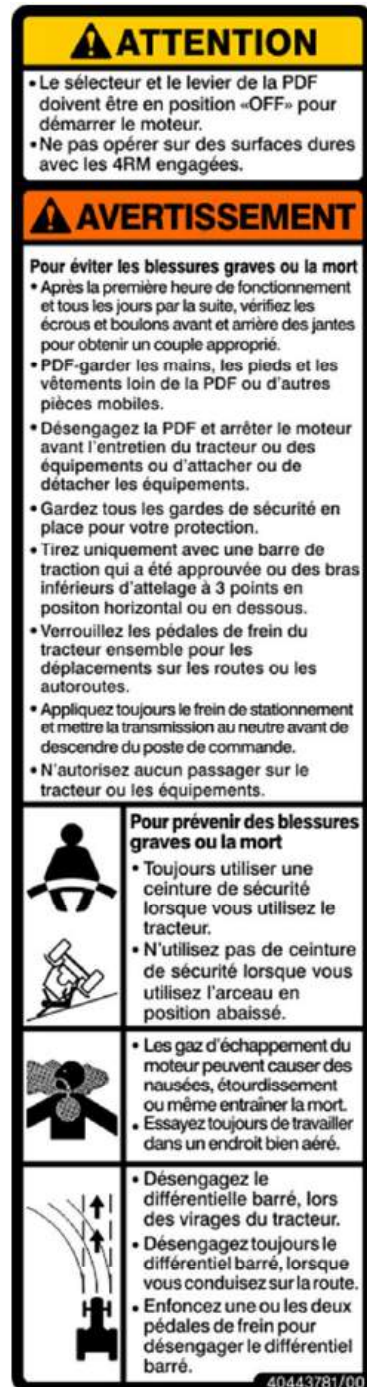 ATTENTION
• Le sélecteur et le levier de la PDF
doivent être en position «OFF» pour
démarrer le moteur.
• Ne pas opérer sur des surfaces dures
avec les 4RM engagées.
AVERTISSEMENT
Pour éviter les blessures graves ou la mort
• Après la première heure de fonctionnement
et tous les jours par la suite, vérifiez les
écrous et boulons avant et arrière des jantes
pour obtenir un couple approprié.
• PDF-garder les mains, les pieds et les
vêtements loin de la PDF ou d'autres
pièces mobiles.
• Désengagez la PDF et arrêter le moteur
avant l'entretien du tracteur ou des
équipements ou d'attacher ou de
détacher les équipements.
• Gardez tous les gardes de sécurité en
place pour votre protection.
• Tirez uniquement avec une barre de
traction qui a été approuvée ou des bras
inférieurs d'attelage à 3 points en
positon horizontal ou en dessous.
• Verrouillez les pédales de frein du
tracteur ensemble pour les
déplacements sur les routes ou les
autoroutes.
• Appliquez toujours le frein de stationnement
et mettre la transmission au neutre avant de
descendre du poste de commande.
• N'autorisez aucun passager sur le
tracteur ou les équipements.
Pour prévenir des blessures
graves ou la mort
• Toujours utiliser une
ceinture de sécurité
lorsque vous utilisez le
tracteur.
• N'utilisez pas de ceinture
de sécurité lorsque vous
utilisez l'arceau en
position abaissé.
• Les gaz d'échappement du
moteur peuvent causer des
nausées, étourdissement
ou même entraîner la mort.
• Essayez toujours de travailler
dans un endroit bien aéré.
• Désengagez le
différentielle barré, lors
des virages du tracteur.
• Désengagez toujours le
différentiel barré, lorsque
vous conduisez sur la route.
• Enfoncez une ou les deux
pédales de frein pour
désengager le différentiel
barré.
40443781/00